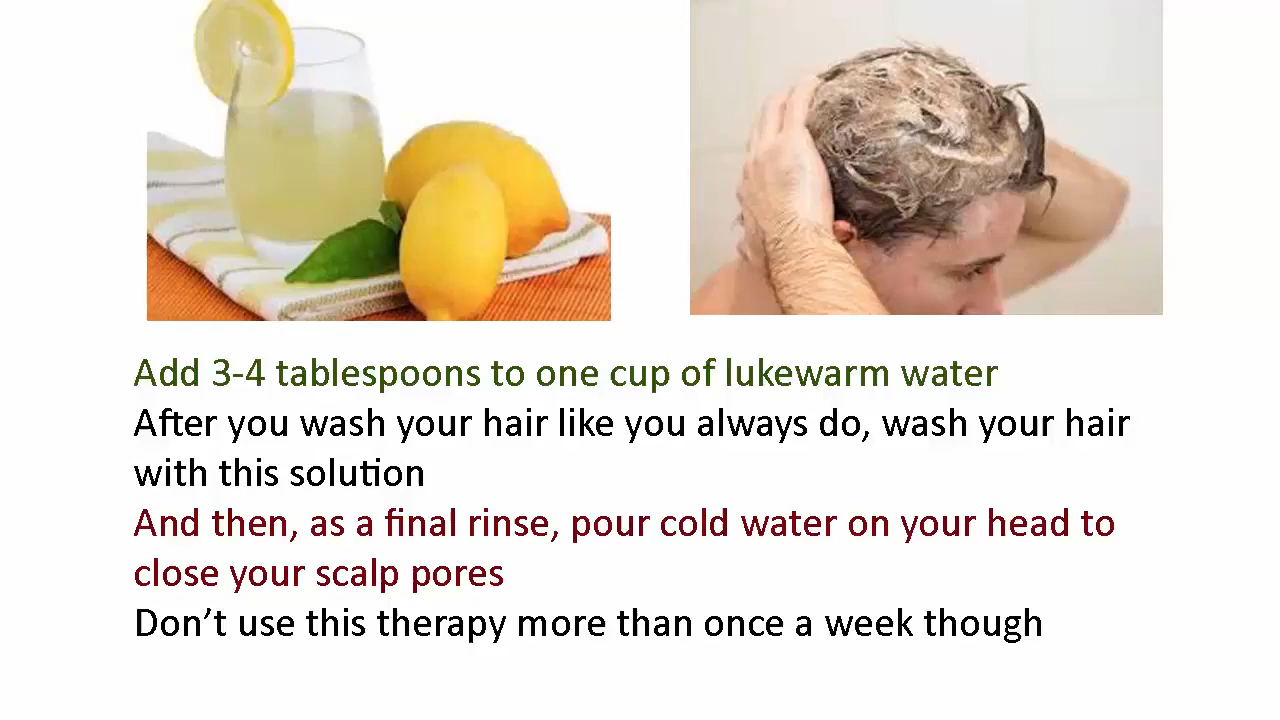 Add 3-4 tablespoons to one cup of lukewarm water
After you wash your hair like you always do, wash your hair
with this solution
And then, as a final rinse, pour cold water on your head to
close your scalp pores
Don’t use this therapy more than once a week though